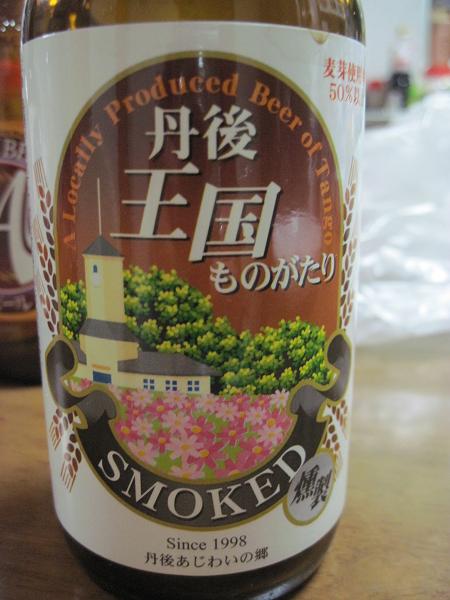 麦芽使用
50%以
A Locally Produced Beer of Tango
丹後
王国
ものがたり
SMOKED
燻製
Since 1998
丹後あじわいの郷